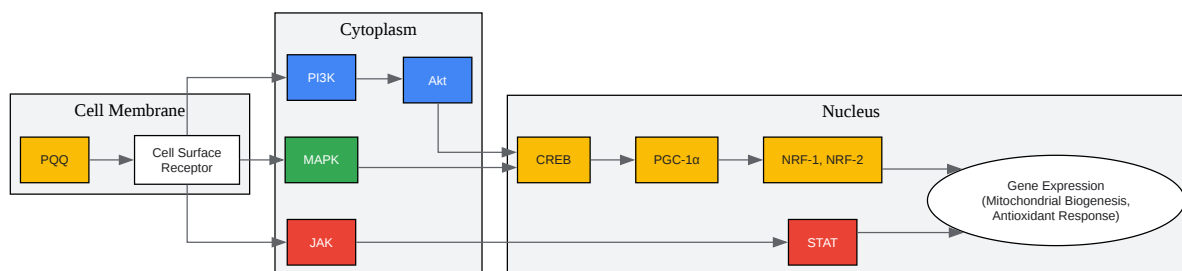 Cytoplasm
PI3K
Akt
Cell Membrane
Nucleus
PQQ
Cell Surface
Receptor
MAPK
CREB
PGC-1α
NRF-1, NRF-2
Gene Expression
(Mitochondrial Biogenesis,
Antioxidant Response)
JAK
STAT